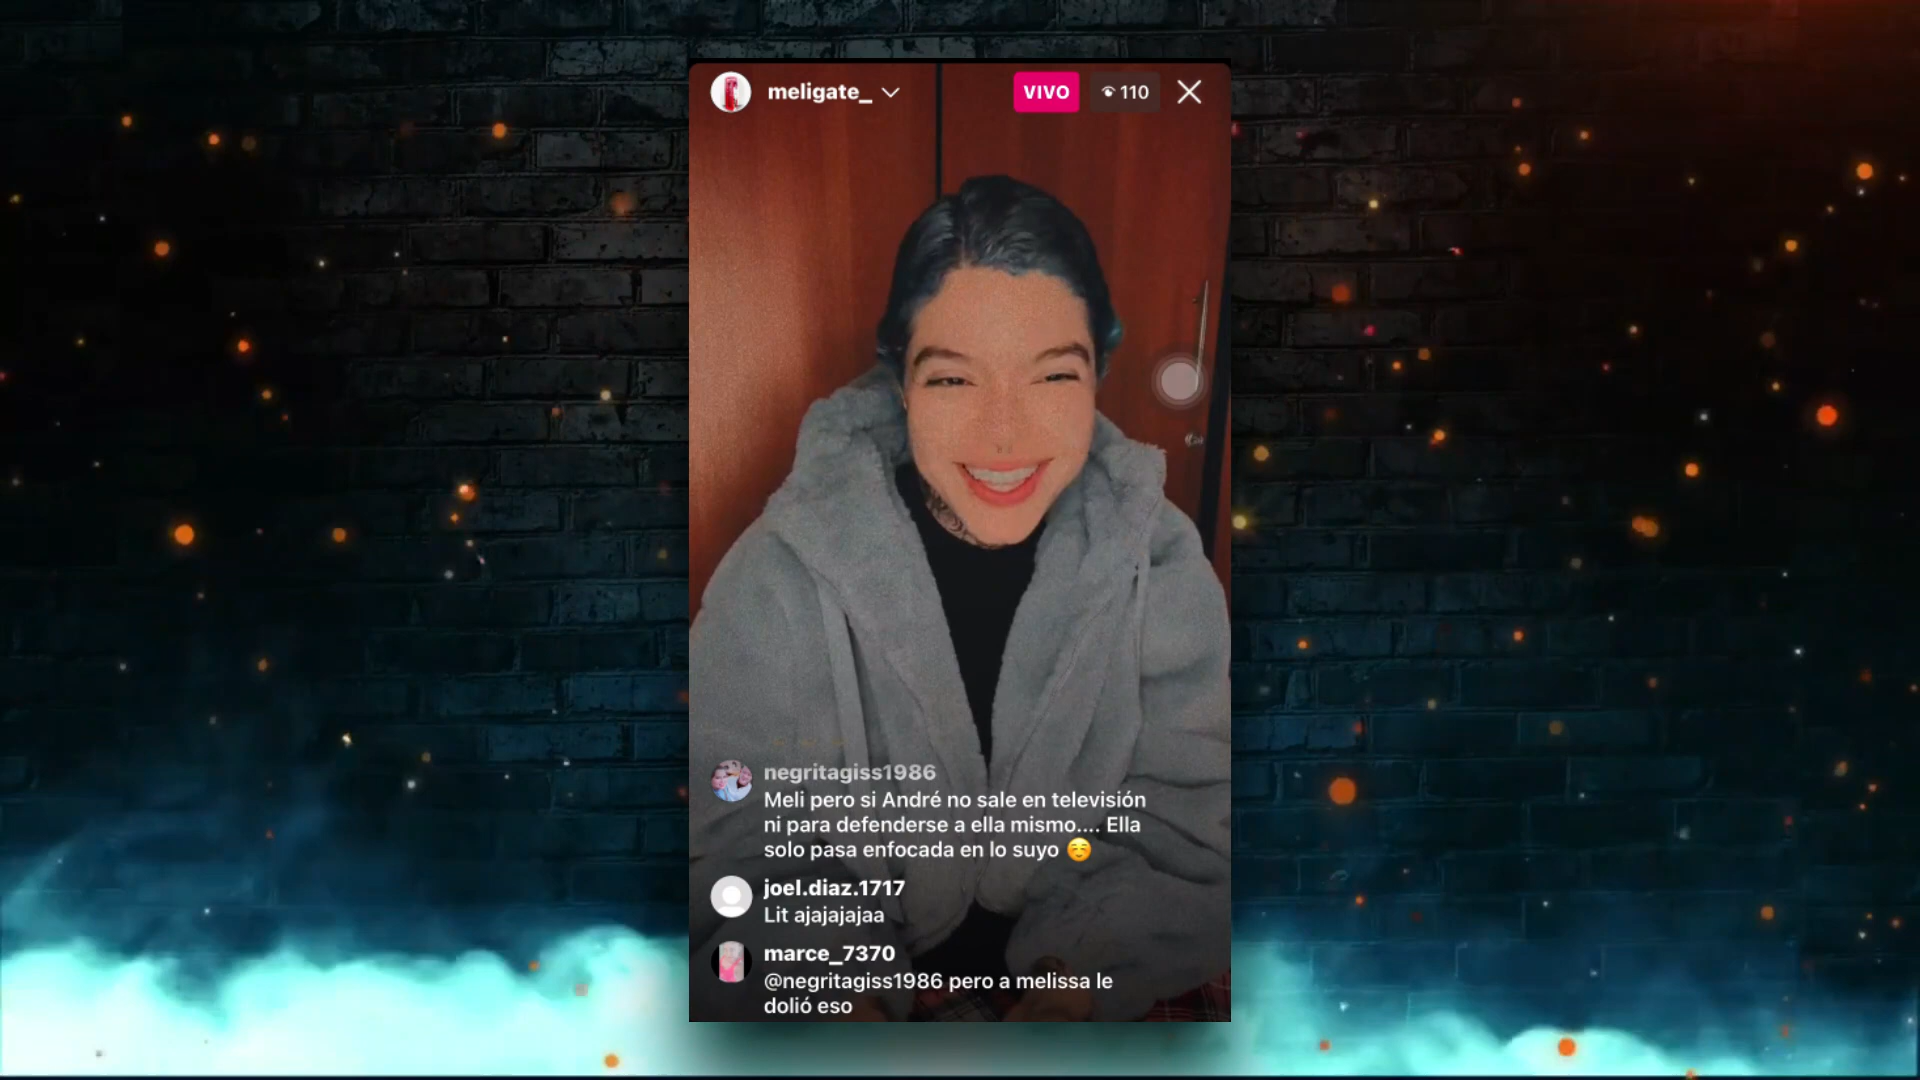 meligate_
VIVO
110
negritagiss1986
Meli pero si André no sale en televisión
ni para defenderse a ella mismo.... Ella
solo pasa enfocada en lo suyo ☺️
joel.diaz.1717
Lit ajajajajaa
marce_7370
@negritagiss1986 pero a melissa le
dolió eso